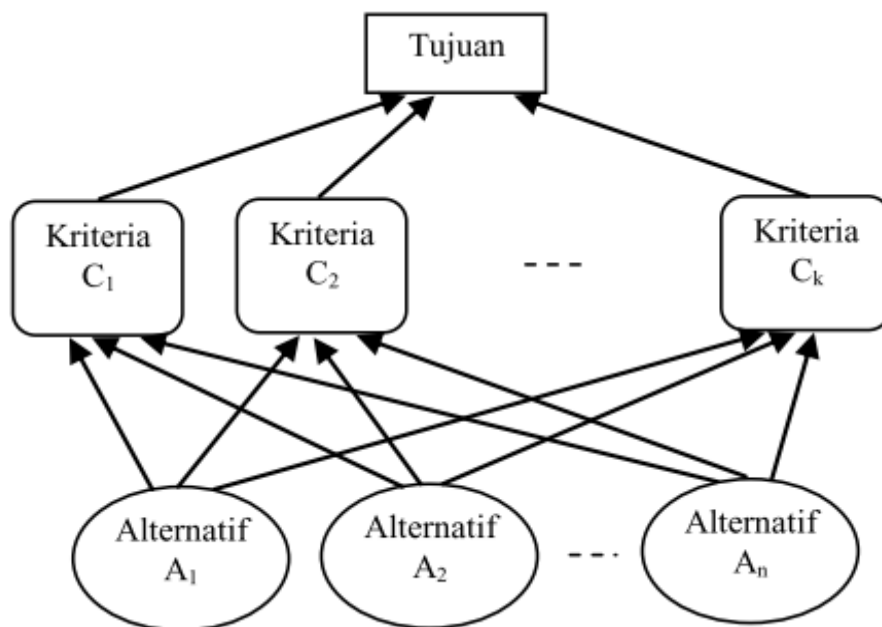 Tujuan
Kriteria
C₁
Kriteria
C₂
- - -
Kriteria
Cₖ
Alternatif
A₁
Alternatif
A₂
- - -
Alternatif
Aₙ